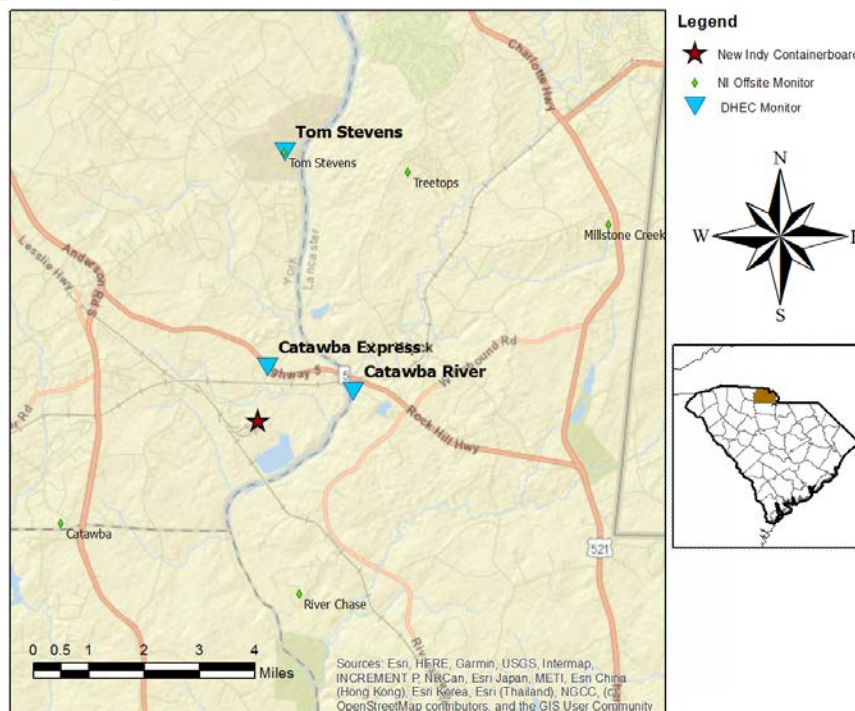 Legend
New Indy Containerboard
NI Offsite Monitor
DHEC Monitor
N
W
S
Charlotte Hwy
Tom Stevens
Tom Stevens
Treetops
Millstone Creek
York
Lancaster
Lesslie Hwy
Anderson Rd S
Catawba Express
Catawba River
5
Rock Hill Hwy
521
Catawba
River Chase
0 0.5 1 2 3 4
Miles
Sources: Esri, HERE, Garmin, USGS, Intermap,
INCREMENT P, NRCan, Esri Japan, METI, Esri China
(Hong Kong), Esri Korea, Esri (Thailand), NGCC, (c)
OpenStreetMap contributors, and the GIS User Community